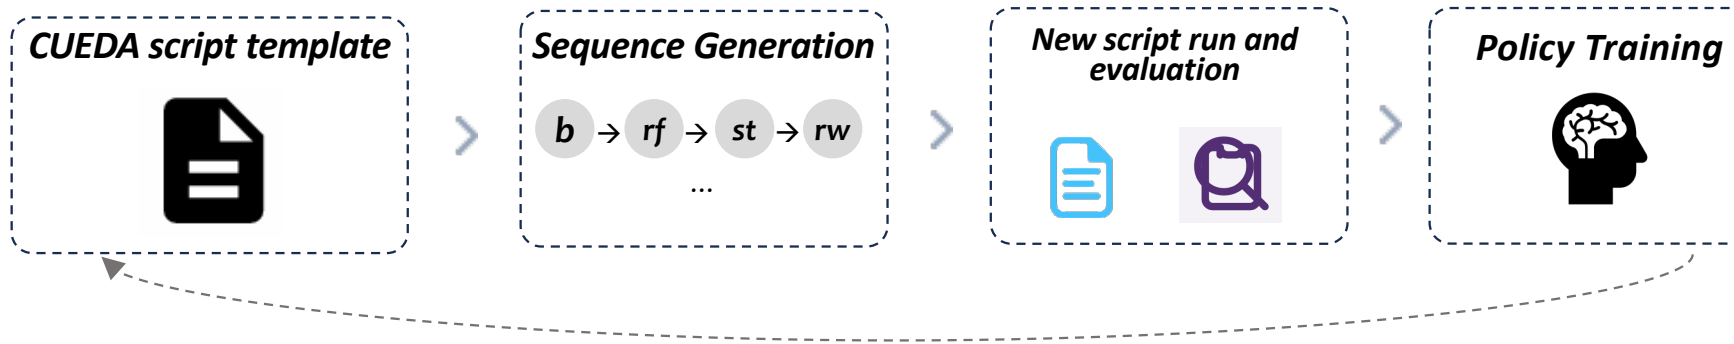 CUEDA script template
Sequence Generation
b → rf → st → rw
...
New script run and
evaluation
Policy Training